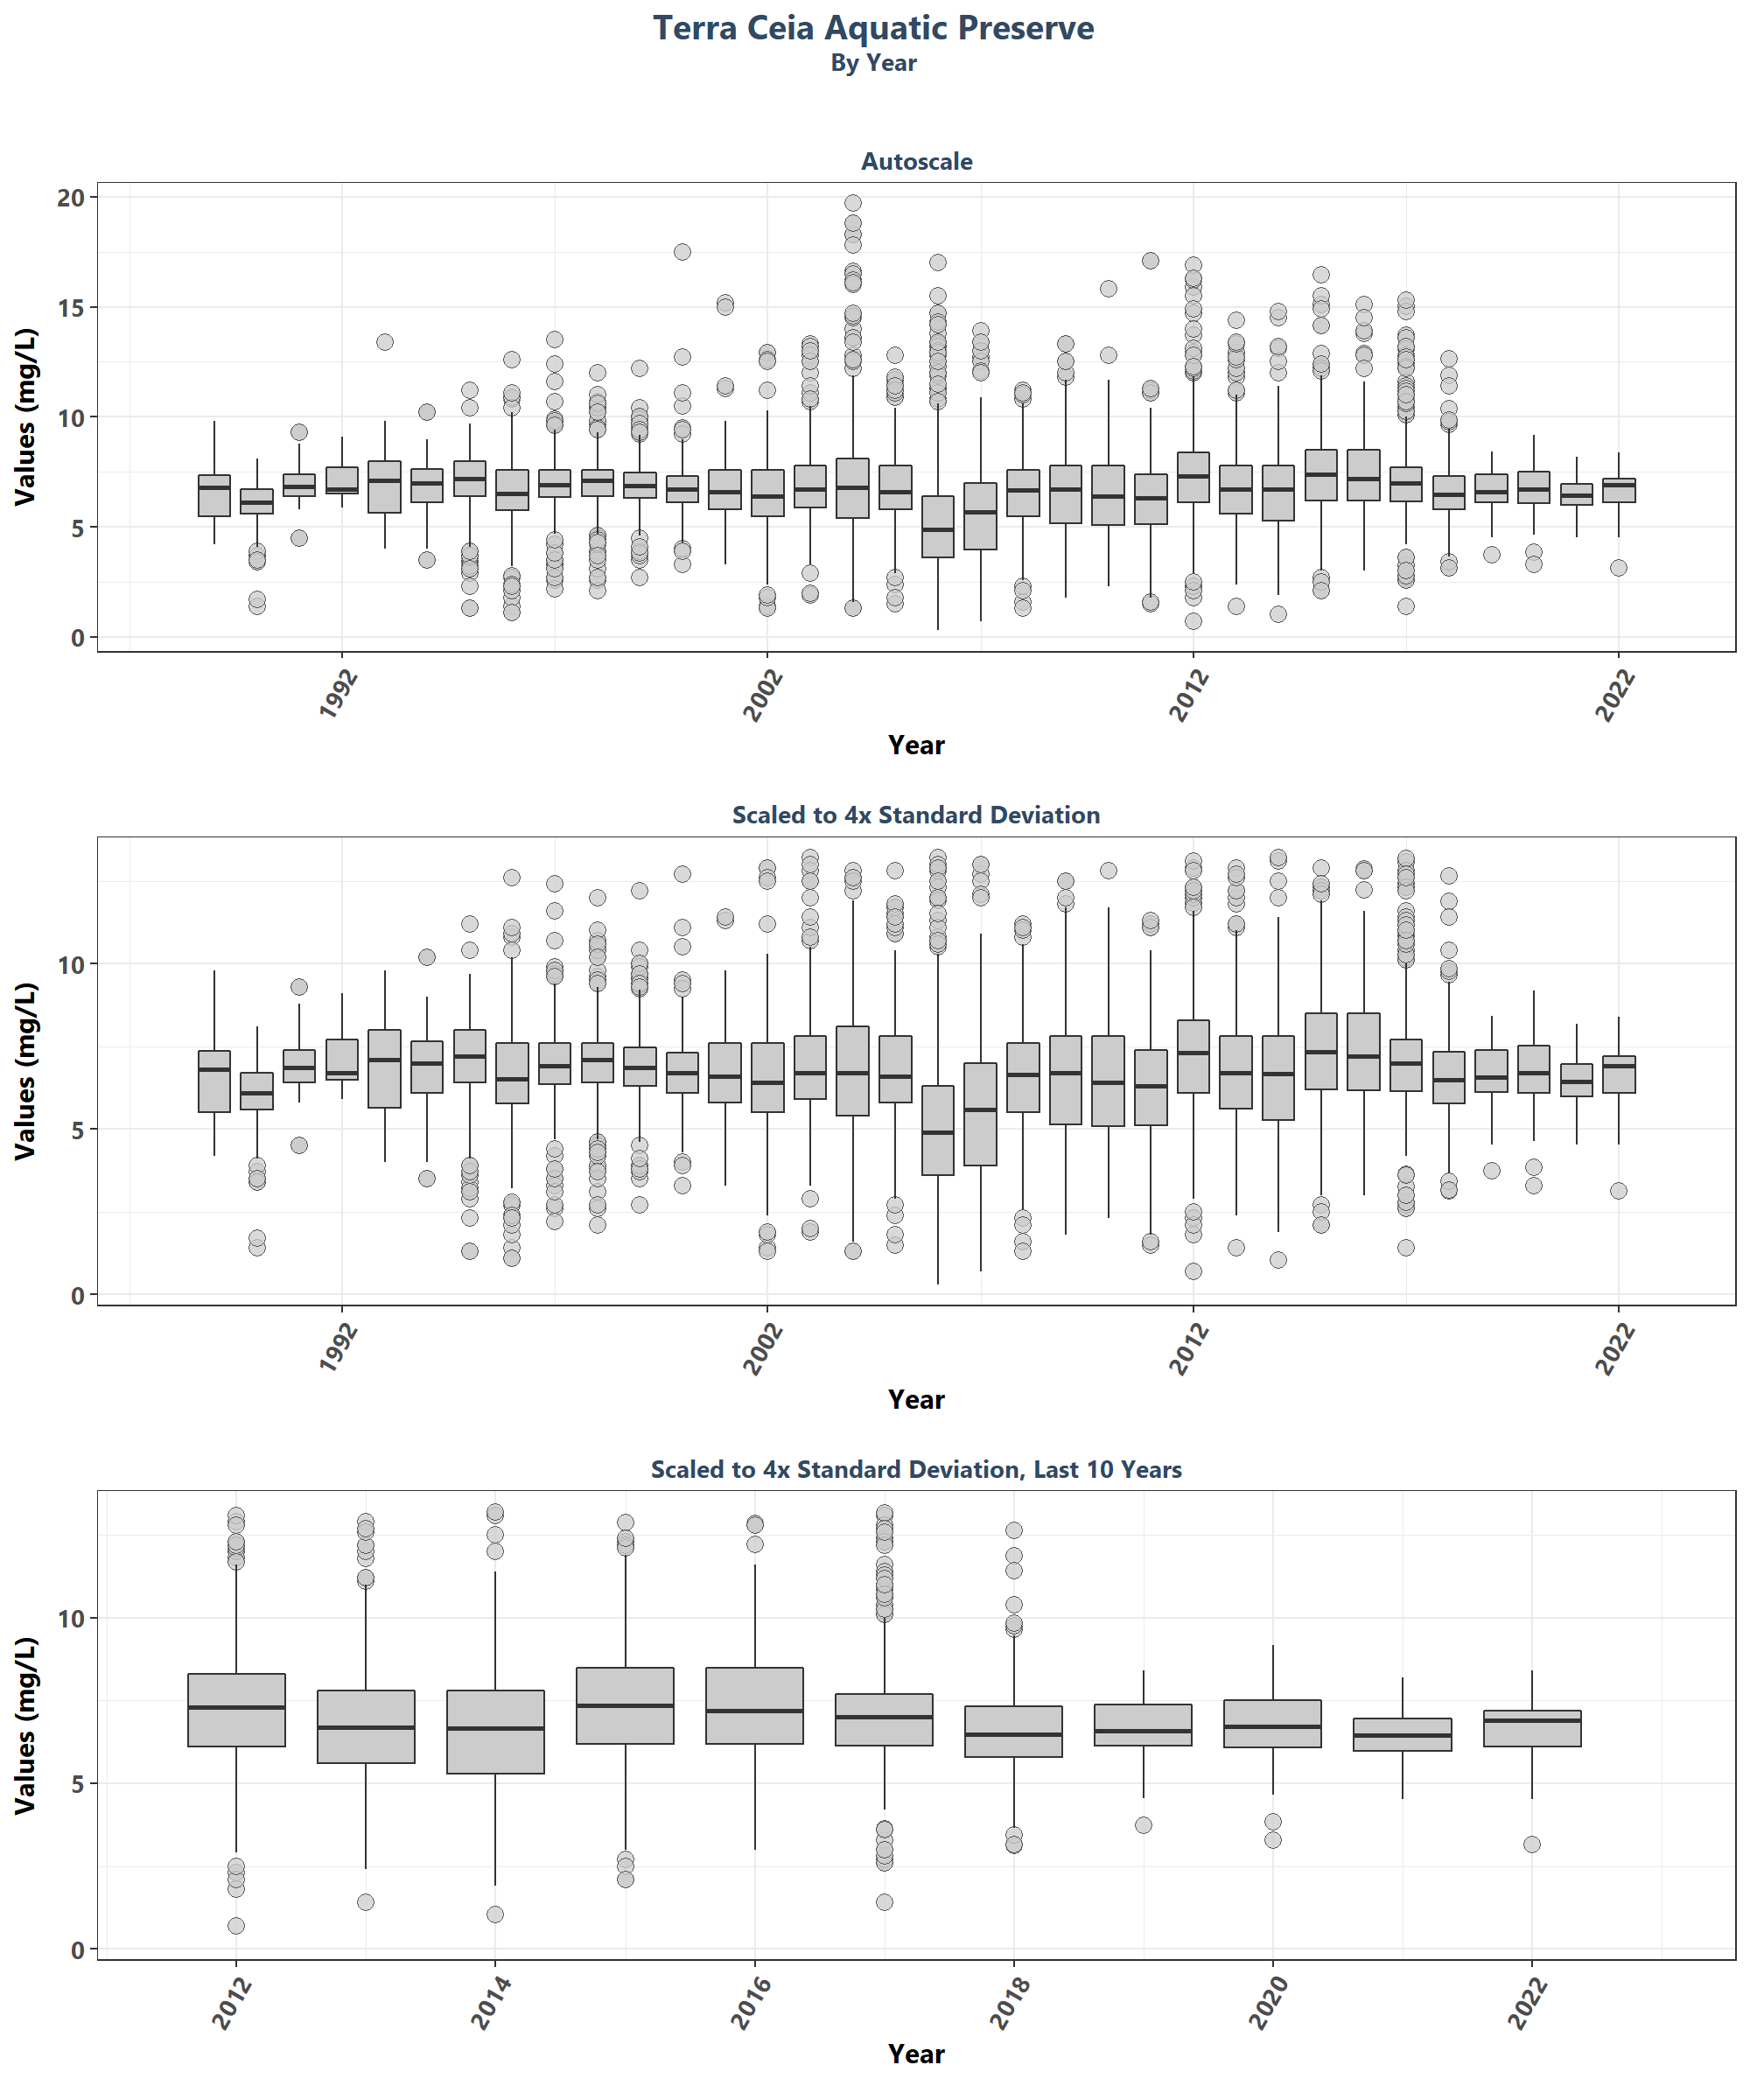 Terra Ceia Aquatic Preserve
By Year
Autoscale
Values (mg/L)
20
15
10
5
0
1992
2002
2012
2022
Year
Scaled to 4x Standard Deviation
Values (mg/L)
10
5
0
1992
2002
2012
2022
Year
Scaled to 4x Standard Deviation, Last 10 Years
Values (mg/L)
10
5
0
2012
2014
2016
2018
2020
2022
Year